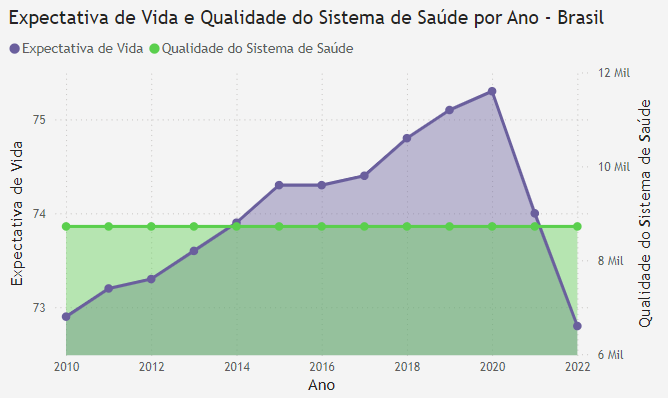 Expectativa de Vida e Qualidade do Sistema de Saúde por Ano - Brasil
Expectativa de Vida Qualidade do Sistema de Saúde
12 Mil
75
10 Mil
74
8 Mil
73
6 Mil
Expectativa de Vida
Qualidade do Sistema de Saúde
2010 2012 2014 2016 2018 2020 2022
Ano